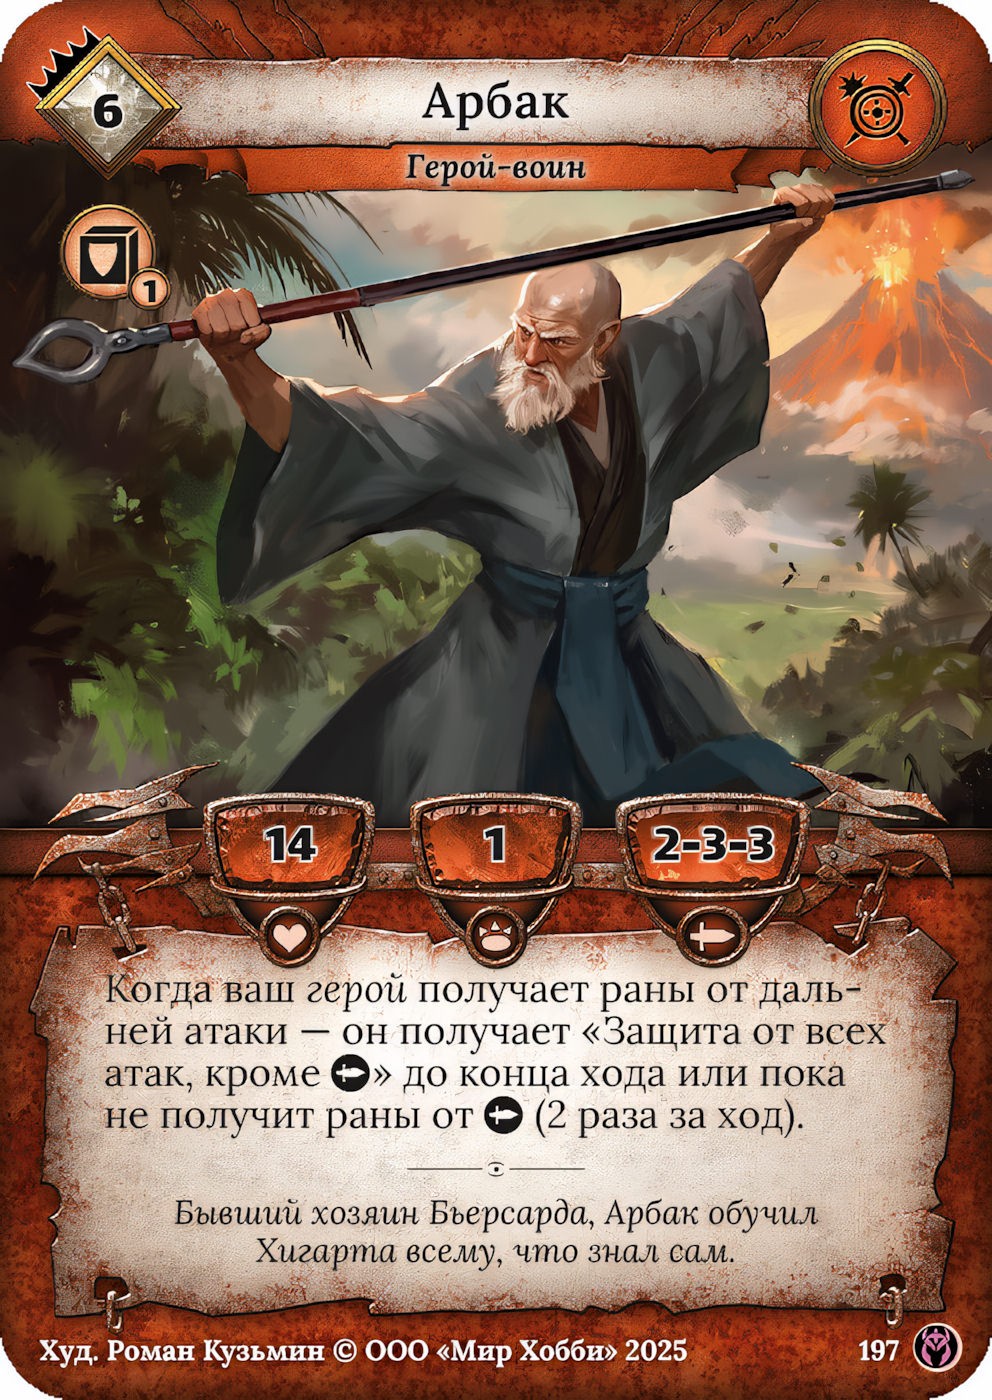 6
Арбак
Герой-воин
1
14
1
2-3-3
Когда ваш герой получает раны от даль-
ней атаки — он получает «Защита от всех
атак, кроме » до конца хода или пока
не получит раны от (2 раза за ход).
Бывший хозяин Бьерсарда, Арбак обучил
Хигарта всему, что знал сам.
Худ. Роман Кузьмин © ООО «Мир Хобби» 2025
197